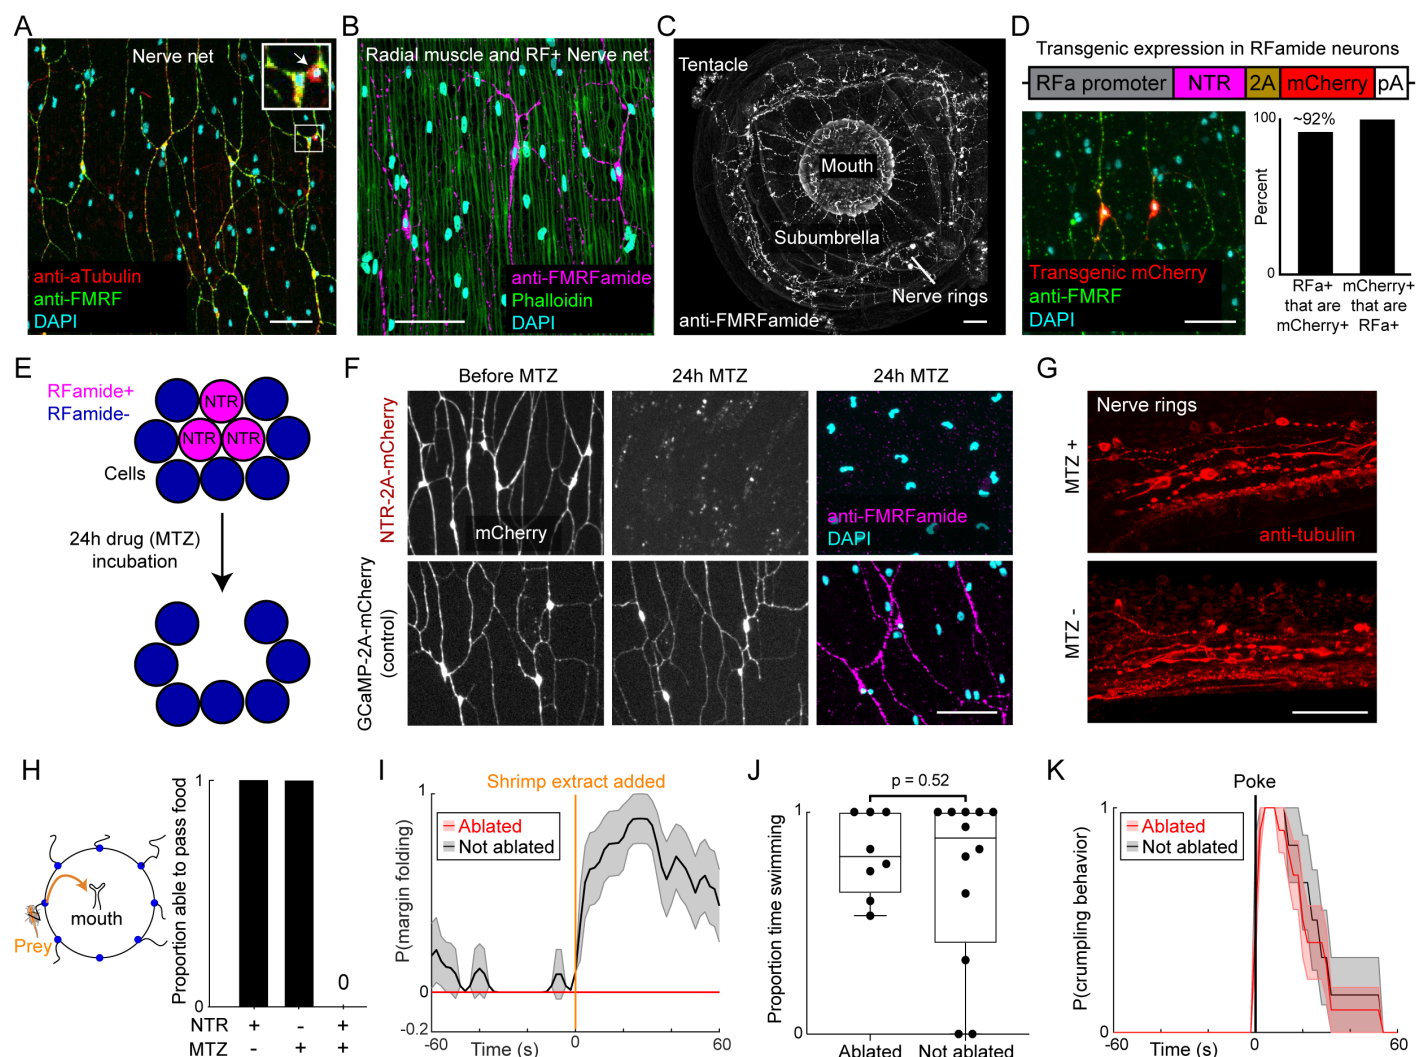 A
Nerve net
anti-aTubulin
anti-FMRF
DAPI
B
Radial muscle and RF+ Nerve net
anti-FMRFamide
Phalloidin
DAPI
C
Tentacle
Mouth
Subumbrella
Nerve rings
anti-FMRFamide
D
Transgenic expression in RFamide neurons
RFa promoter NTR 2A mCherry pA
Transgenic mCherry
anti-FMRF
DAPI
100
~92%
Percent
0
RFa+ that are mCherry+
mCherry+ that are RFa+
E
RFamide+
RFamide-
NTR
NTR NTR
Cells
24h drug (MTZ)
incubation
F
Before MTZ 24h MTZ 24h MTZ
NTR-2A-mCherry
mCherry
anti-FMRFamide
DAPI
GCaMP-2A-mCherry
(control)
G
Nerve rings
MTZ +
anti-tubulin
MTZ -
H
mouth
Prey
Proportion able to pass food
1
0
0
NTR + - +
MTZ - + +
I
Shrimp extract added
Ablated
Not ablated
P(margin folding)
1
0
-0.2
-60 0 60
Time (s)
J
p = 0.52
Proportion time swimming
1
0
Ablated Not ablated
K
Poke
Ablated
Not ablated
P(crumpling behavior)
1
0
-60 0 60
Time (s)